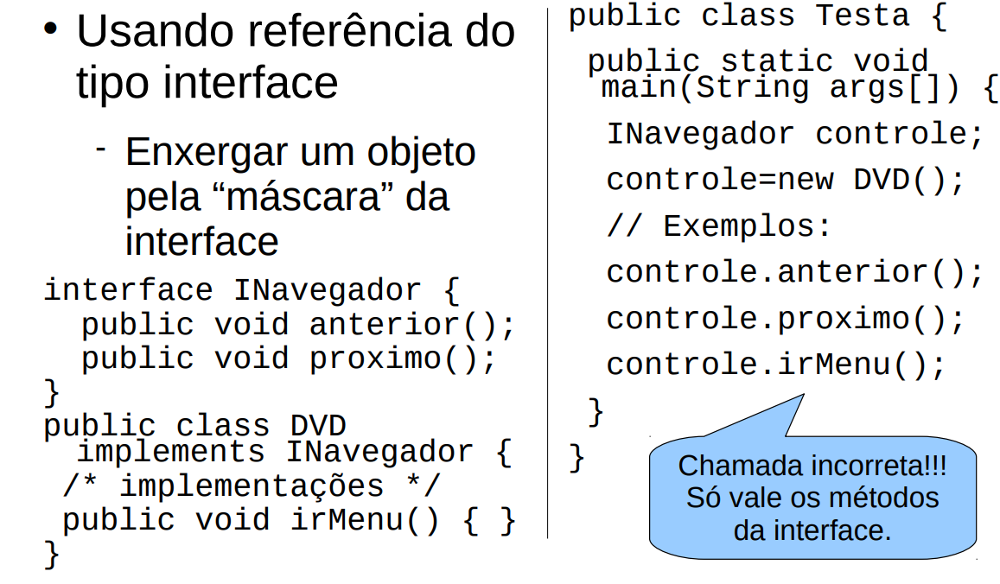 • Usando referência do
tipo interface
- Enxergar um objeto
pela “máscara” da
interface
interface INavegador {
public void anterior();
public void proximo();
}
public class DVD
implements INavegador {
/* implementações */
public void irMenu() { }
}
public class Testa {
public static void
main(String args[]) {
INavegador controle;
controle=new DVD();
// Exemplos:
controle.anterior();
controle.proximo();
controle.irMenu();
}
}
Chamada incorreta!!!
Só vale os métodos
da interface.